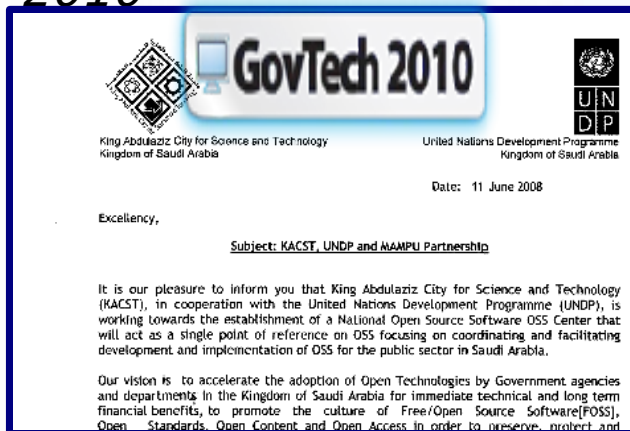 2010
GovTech 2010
King Abdulaziz City for Science and Technology
Kingdom of Saudi Arabia
UN
DP
United Nations Development Programme
Kingdom of Saudi Arabia
Date: 11 June 2008
Excellency,
Subject: KACST, UNDP and MAMPU Partnership
It is our pleasure to inform you that King Abdulaziz City for Science and Technology
(KACST), in cooperation with the United Nations Development Programme (UNDP), is
working towards the establishment of a National Open Source Software OSS Center that
will act as a single point of reference on OSS focusing on coordinating and facilitating
development and implementation of OSS for the public sector in Saudi Arabia.
Our vision is to accelerate the adoption of Open Technologies by Government agencies
and departments in the Kingdom of Saudi Arabia for immediate technical and long term
financial benefits, to promote the culture of Free/Open Source Software[FOSS],
Open Standards, Open Content and Open Access in order to preserve, protect and